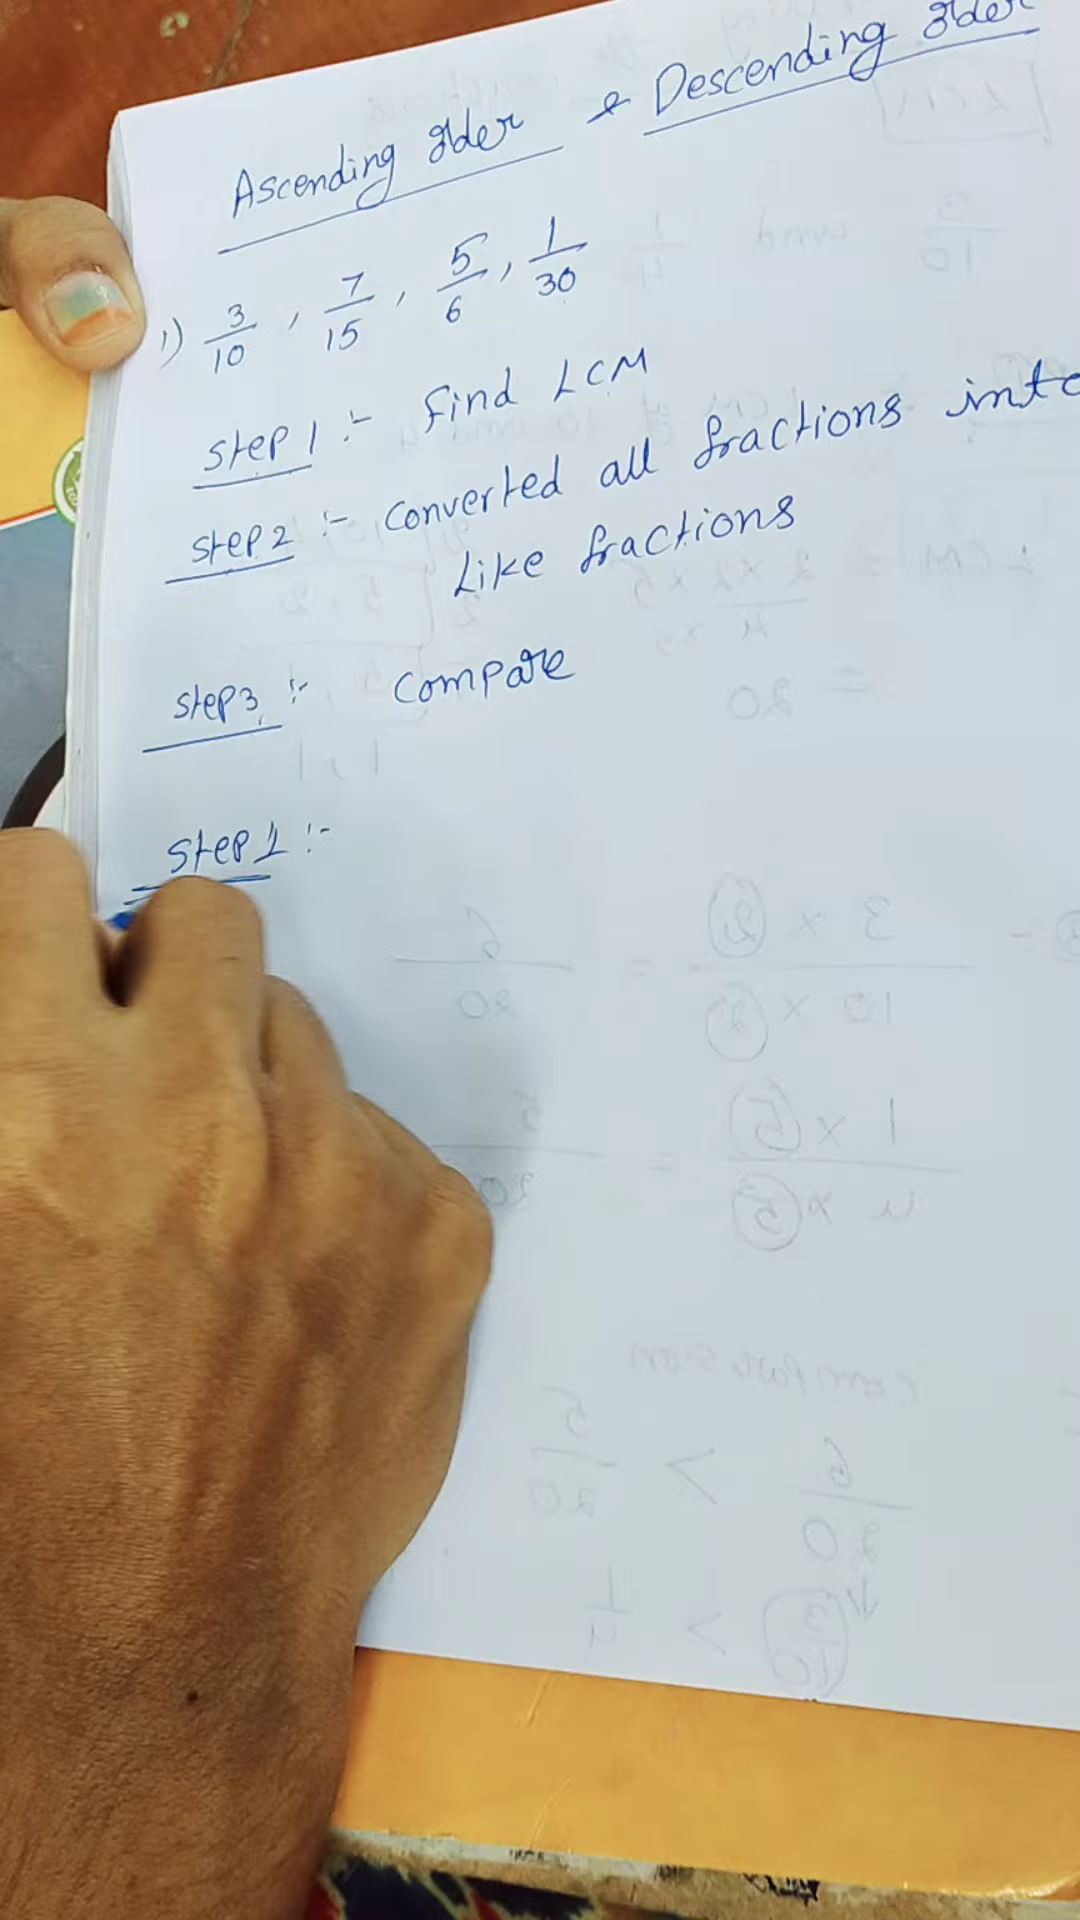 Ascending order & Descending order
1) 3/10 , 7/15 , 5/6 , 1/30
Step 1 :- Find LCM
Step 2 :- Converted all fractions into
Like fractions
Step 3 :- Compare
Step 1 :-